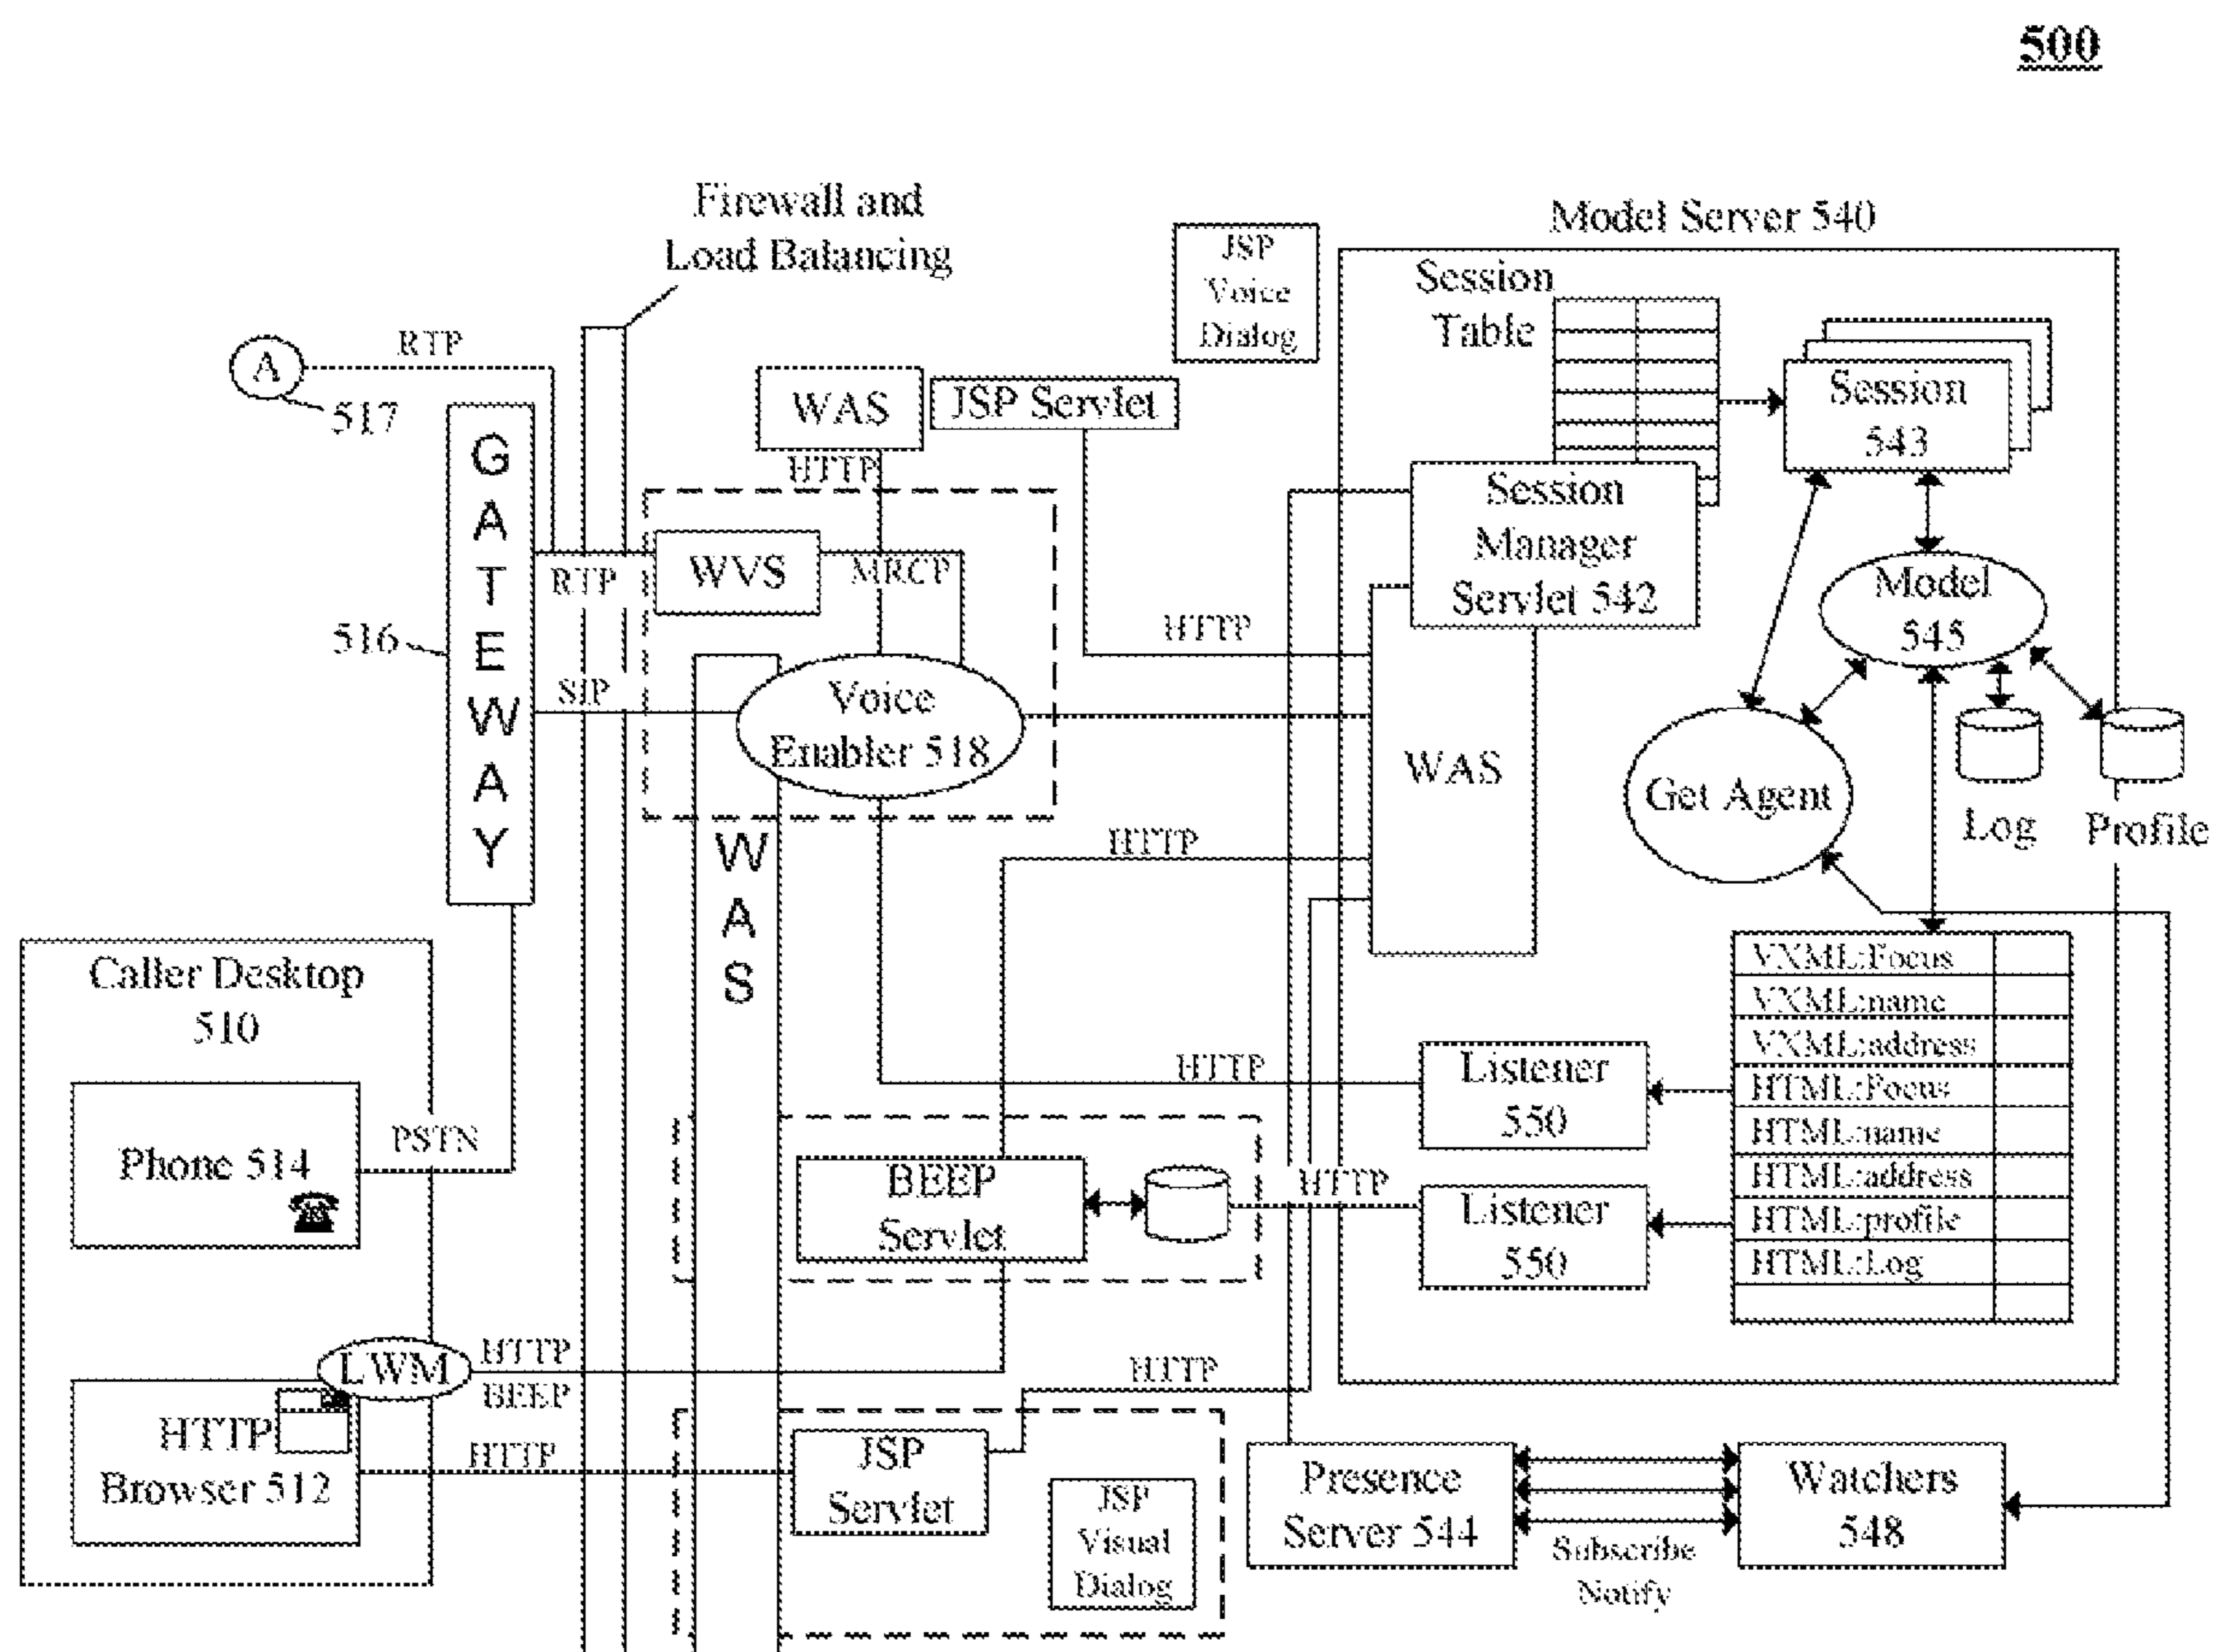 500
Firewall and
Load Balancing
Model Server 540
JSP
Voice
Dialog
Session
Table
A
RTP
517
WAS
JSP Servlet
Session
543
G
A
T
E
W
A
Y
HTTP
Session
Manager
Servlet 542
WVS
MRCP
RTP
Model
545
516
HTTP
SIP
Voice
Enabler 518
WAS
Get Agent
Log
Profile
W
A
S
HTTP
Caller Desktop
510
VXML:Focus
VXML:name
VXML:address
HTML:Focus
HTML:name
HTML:address
HTML:profile
HTML:Log
HTTP
Listener
550
Phone 514
PSTN
BEEP
Servlet
HTTP
Listener
550
LWM
HTTP
BEEP
HTTP
HTTP
Browser 512
HTTP
JSP
Servlet
JSP
Visual
Dialog
Presence
Server 544
Subscribe
Notify
Watchers
548